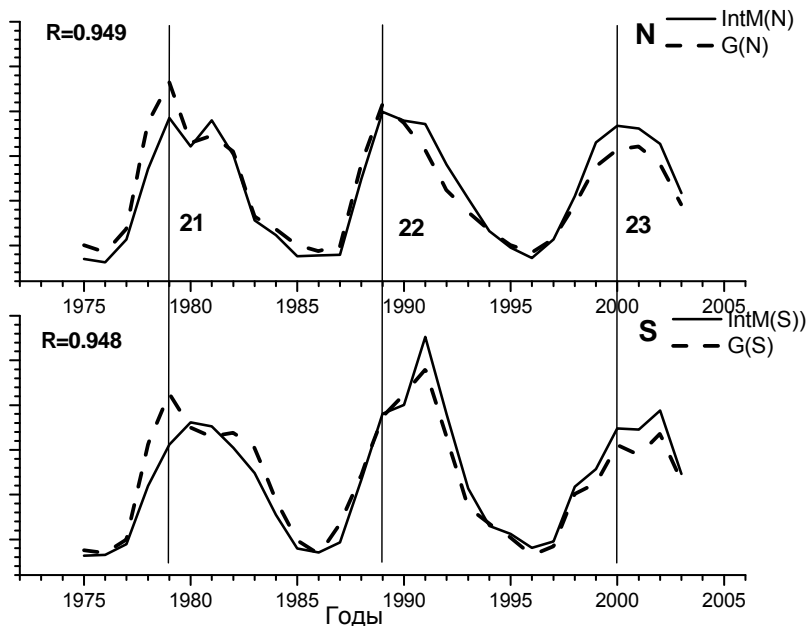 R=0.949
N
IntM(N)
G(N)
21
22
23
1975 1980 1985 1990 1995 2000 2005
R=0.948
S
IntM(S))
G(S)
1975 1980 1985 1990 1995 2000 2005
Годы